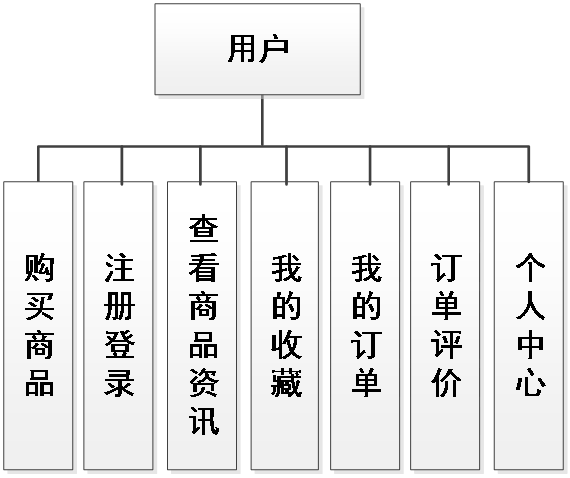 用户
购买商品
注册登录
查看商品资讯
我的收藏
我的订单
订单评价
个人中心